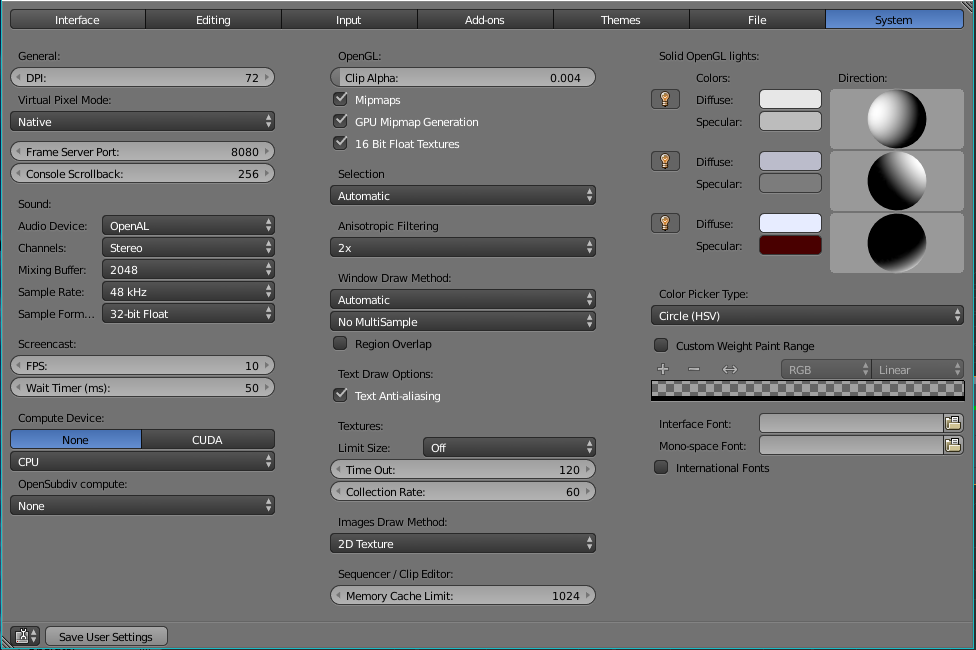 Interface Editing Input Add-ons Themes File System
General:
DPI: 72
Virtual Pixel Mode:
Native
Frame Server Port: 8080
Console Scrollback: 256
Sound:
Audio Device: OpenAL
Channels: Stereo
Mixing Buffer: 2048
Sample Rate: 48 kHz
Sample Form... 32-bit Float
Screencast:
FPS: 10
Wait Timer (ms): 50
Compute Device:
None CUDA
CPU
OpenSubdiv compute:
None
OpenGL:
Clip Alpha: 0.004
Mipmaps
GPU Mipmap Generation
16 Bit Float Textures
Selection
Automatic
Anisotropic Filtering
2x
Window Draw Method:
Automatic
No MultiSample
Region Overlap
Text Draw Options:
Text Anti-aliasing
Textures:
Limit Size: Off
Time Out: 120
Collection Rate: 60
Images Draw Method:
2D Texture
Sequencer / Clip Editor:
Memory Cache Limit: 1024
Solid OpenGL lights:
Colors: Direction:
Diffuse:
Specular:
Diffuse:
Specular:
Diffuse:
Specular:
Color Picker Type:
Circle (HSV)
Custom Weight Paint Range
RGB Linear
Interface Font:
Mono-space Font:
International Fonts
Save User Settings